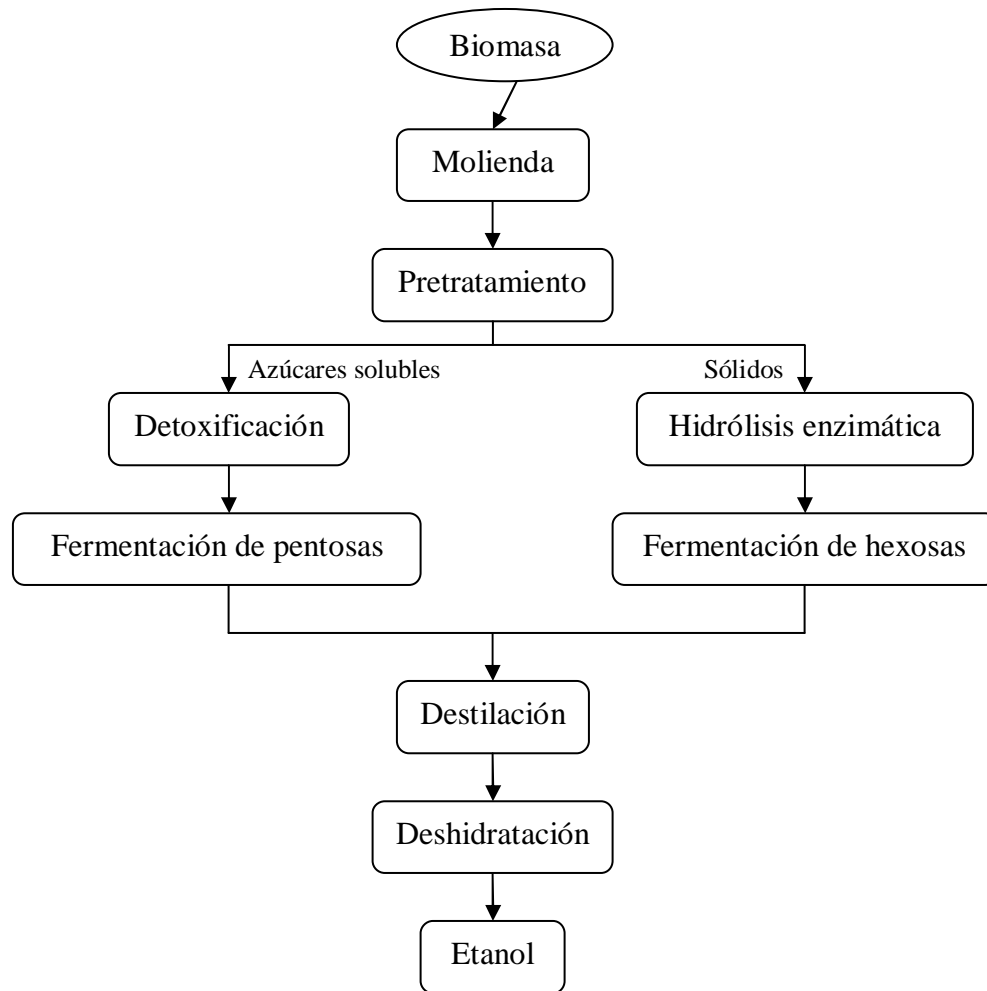 Biomasa
Molienda
Pretratamiento
Azúcares solubles
Sólidos
Detoxificación
Hidrólisis enzimática
Fermentación de pentosas
Fermentación de hexosas
Destilación
Deshidratación
Etanol